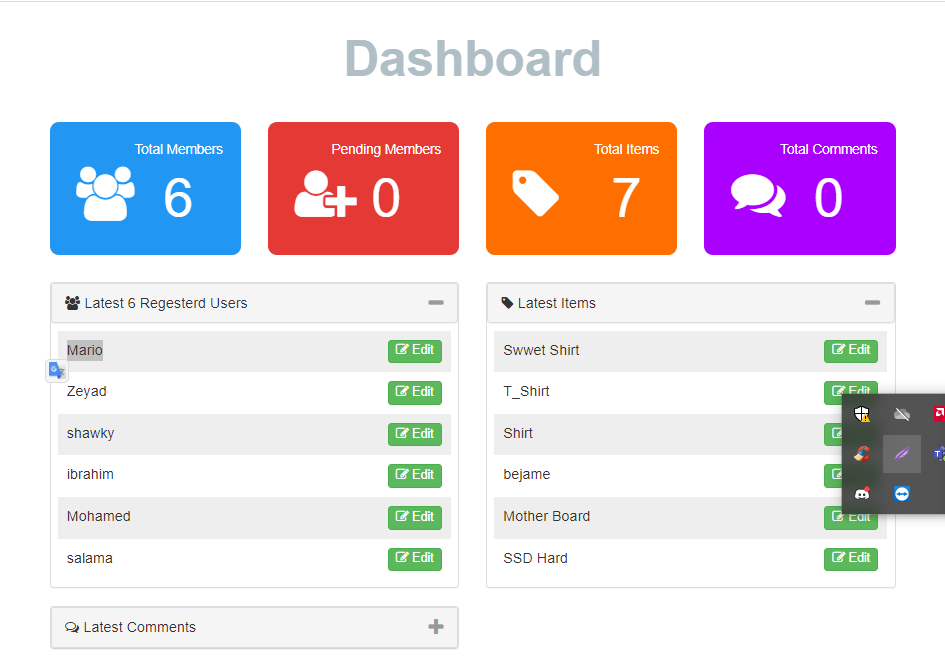 Dashboard
Total Members
6
Pending Members
0
Total Items
7
Total Comments
0
Latest 6 Regesterd Users
Mario Edit
Zeyad Edit
shawky Edit
ibrahim Edit
Mohamed Edit
salama Edit
Latest Items
Swwet Shirt Edit
T_Shirt Edit
Shirt
bejame
Mother Board Edit
SSD Hard Edit
Latest Comments